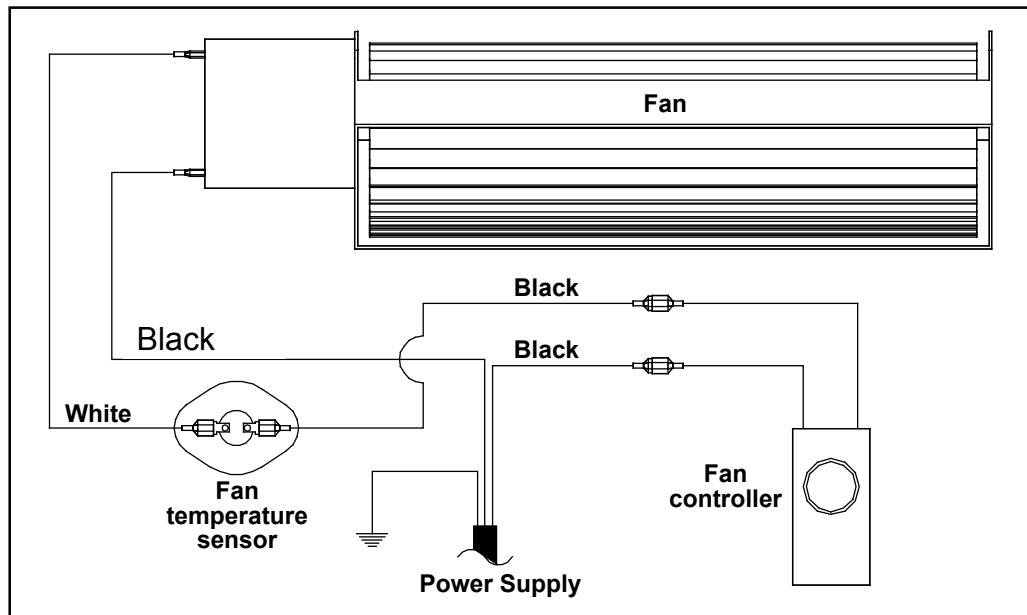 Fan
Black
Black
Black
White
Fan
temperature
sensor
Fan
controller
Power Supply